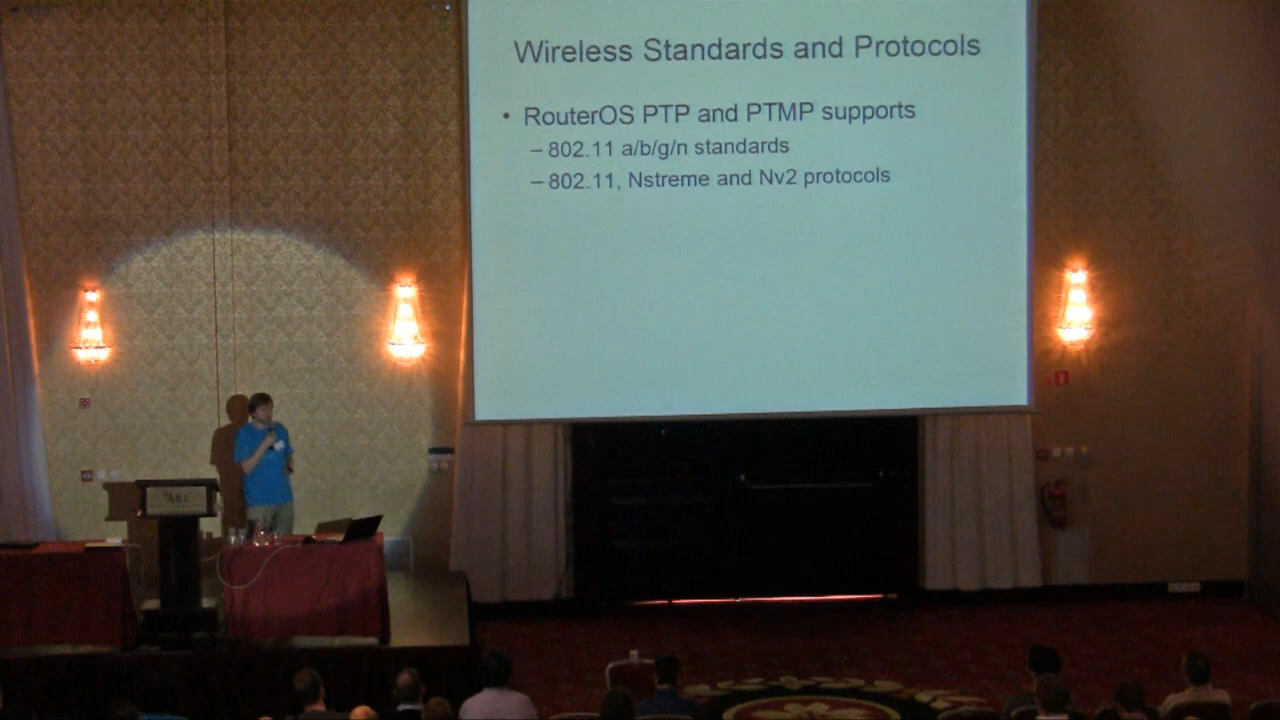 Wireless Standards and Protocols
• RouterOS PTP and PTMP supports
– 802.11 a/b/g/n standards
– 802.11, Nstreme and Nv2 protocols